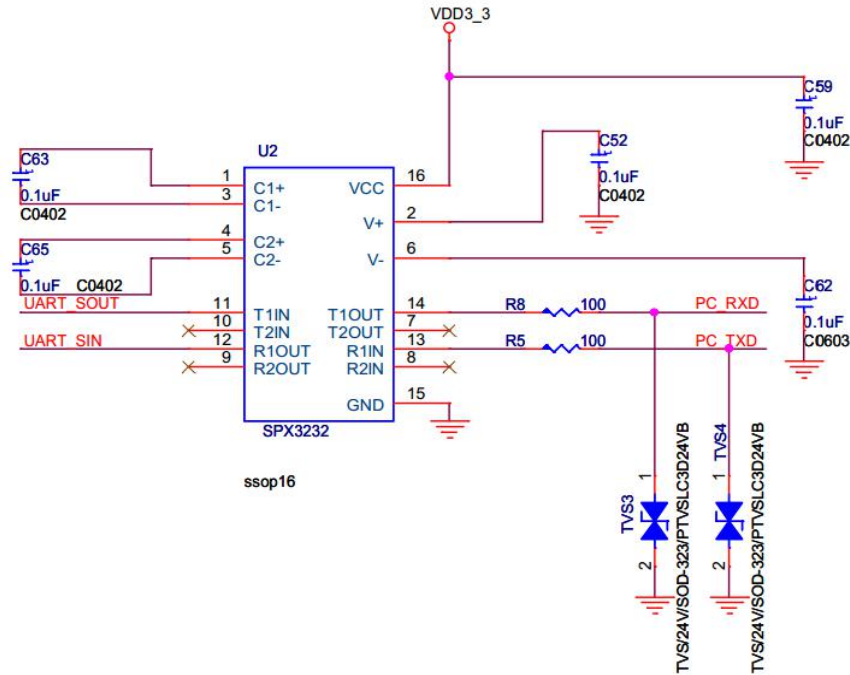 VDD3_3
C59
0.1uF
C0402
C52
0.1uF
C0402
U2
C63
0.1uF
C0402
1
C1+
3
C1-
4
C2+
5
C2-
C65
0.1uF C0402
UART_SOUT
11
T1IN
10
T2IN
UART_SIN
12
R1OUT
9
R2OUT
16
VCC
2
V+
6
V-
14
T1OUT
7
T2OUT
13
R1IN
8
R2IN
15
GND
SPX3232
ssop16
R8 100 PC_RXD
R5 100 PC_TXD
C62
0.1uF
C0603
TVS3
1
2
TVS/24V/SOD-323/PTVSLC3D24VB
TVS4
1
2
TVS/24V/SOD-323/PTVSLC3D24VB